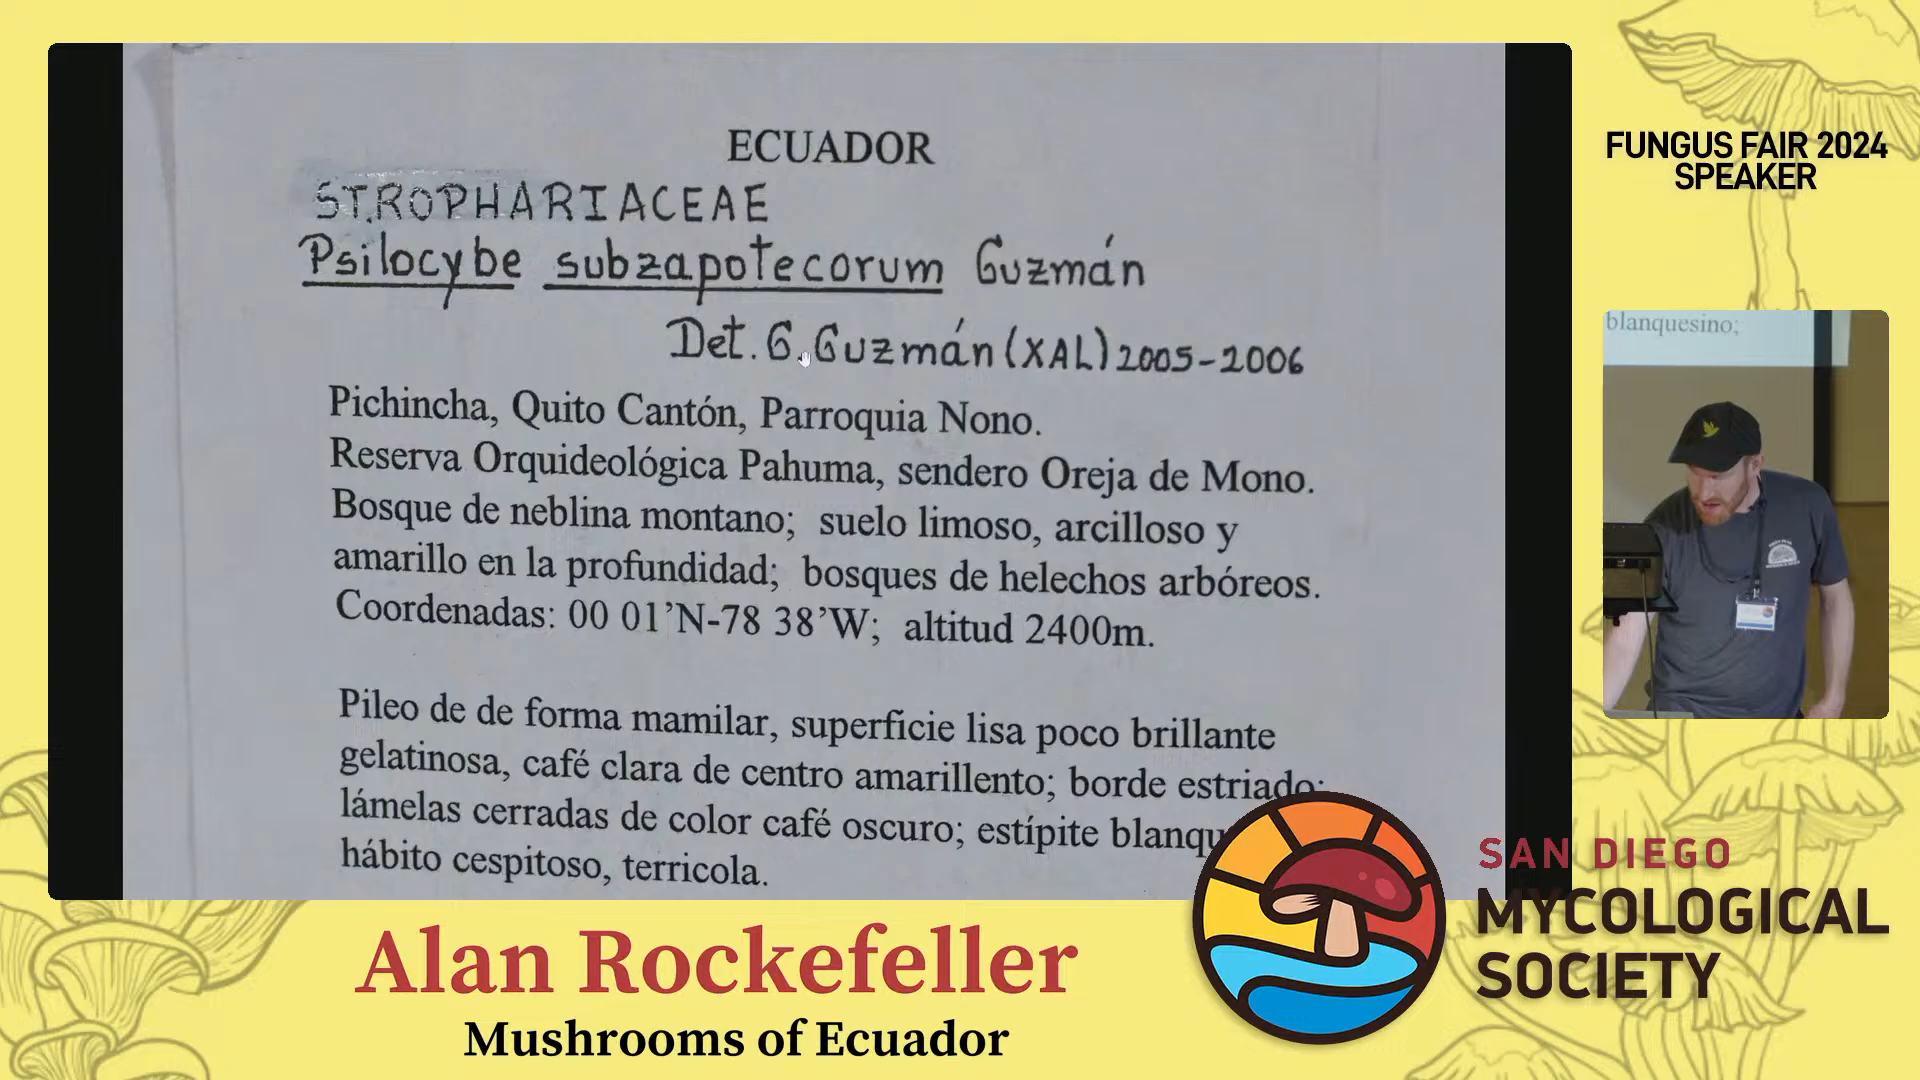 ECUADOR
STROPHARIACEAE
Psilocybe subzapotecorum Guzmán
Det. G. Guzmán (XAL) 2005-2006
Pichincha, Quito Cantón, Parroquia Nono.
Reserva Orquideológica Pahuma, sendero Oreja de Mono.
Bosque de neblina montano; suelo limoso, arcilloso y
amarillo en la profundidad; bosques de helechos arbóreos.
Coordenadas: 00 01’N-78 38’W; altitud 2400m.
Pileo de de forma mamilar, superficie lisa poco brillante
gelatinosa, café clara de centro amarillento; borde estriado;
lámelas cerradas de color café oscuro; estípite
hábito cespitoso, terricola.
FUNGUS FAIR 2024
SPEAKER
blanquesino;
Alan Rockefeller
Mushrooms of Ecuador
SAN DIEGO
MYCOLOGICAL
SOCIETY